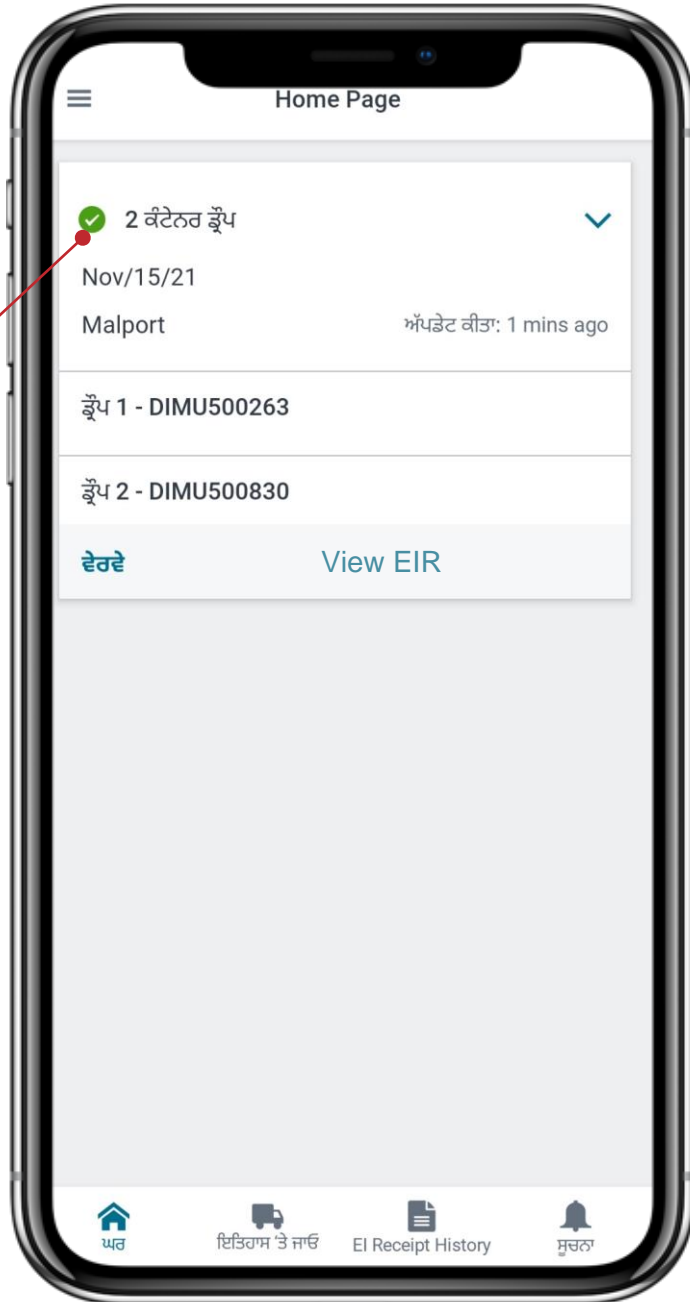 Home Page
2 ਕੰਟੇਨਰ ਡ੍ਰੌਪ
Nov/15/21
Malport ਅੱਪਡੇਟ ਕੀਤਾ: 1 mins ago
ਡ੍ਰੌਪ 1 - DIMU500263
ਡ੍ਰੌਪ 2 - DIMU500830
ਵੇਰਵੇ View EIR
ਘਰ ਇਤਿਹਾਸ 'ਤੇ ਜਾਓ EI Receipt History ਸੂਚਨਾ